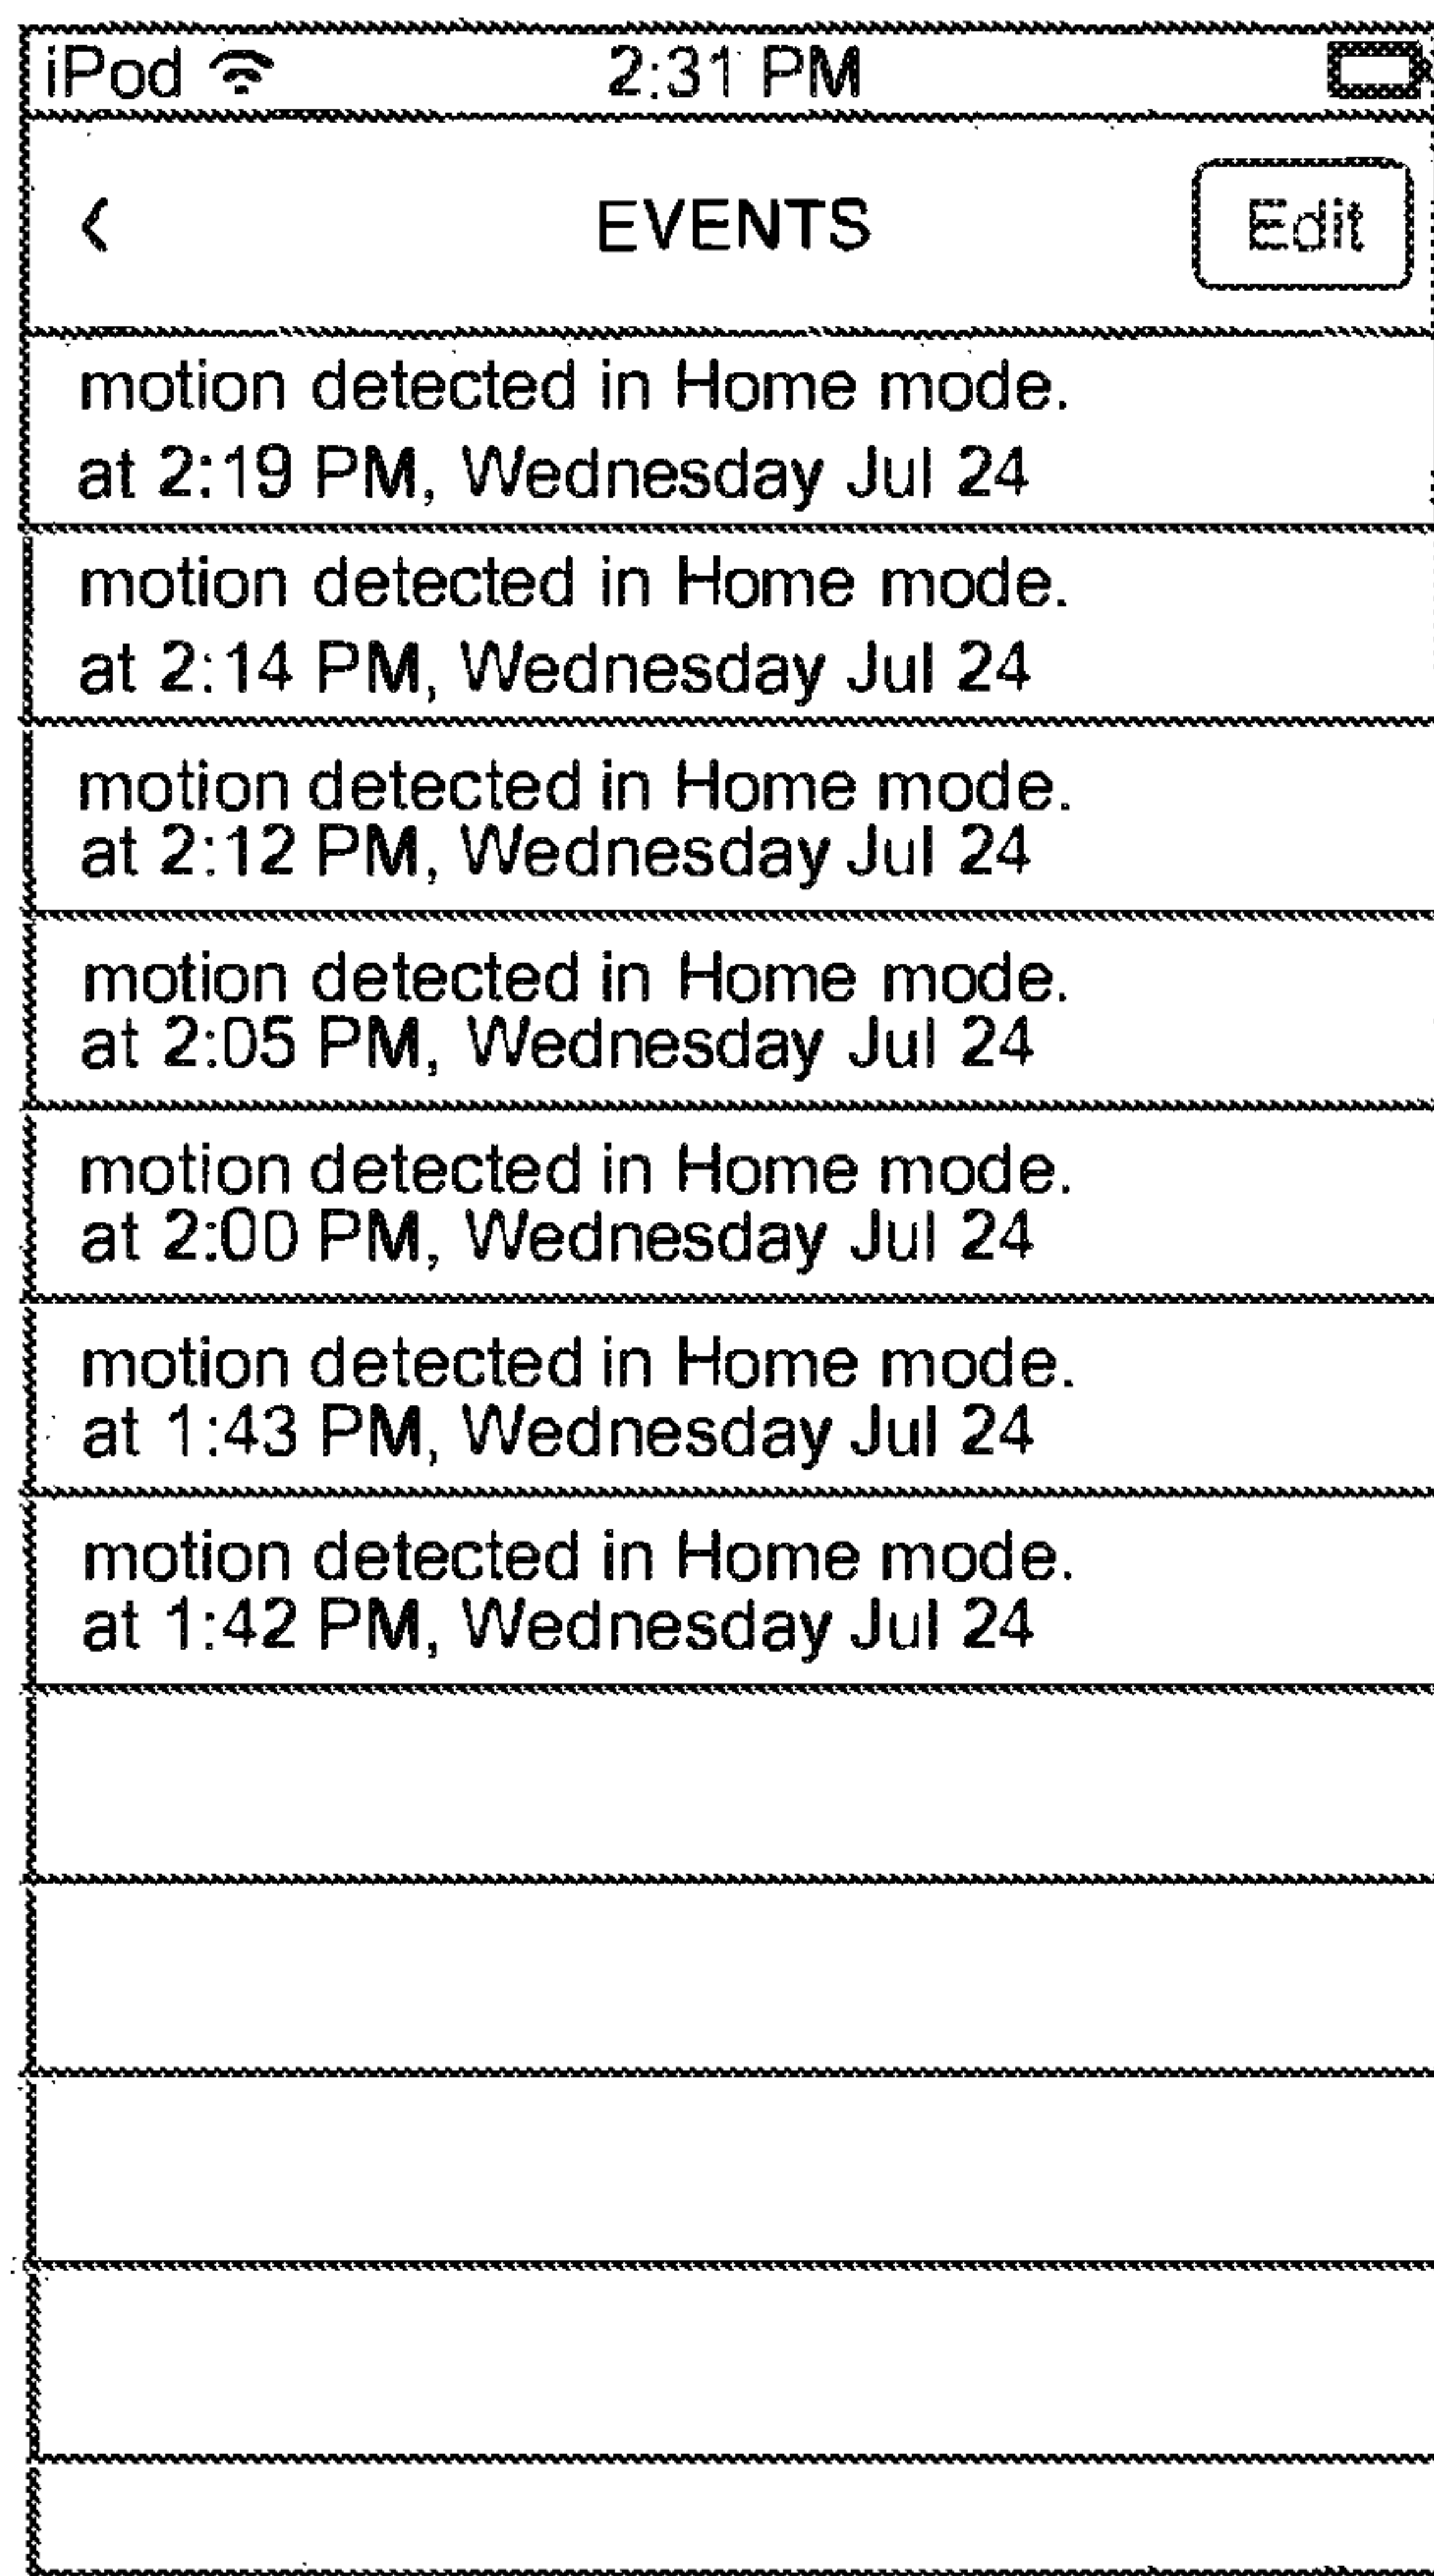 iPod 2:31 PM
< EVENTS Edit
motion detected in Home mode.
at 2:19 PM, Wednesday Jul 24
motion detected in Home mode.
at 2:14 PM, Wednesday Jul 24
motion detected in Home mode.
at 2:12 PM, Wednesday Jul 24
motion detected in Home mode.
at 2:05 PM, Wednesday Jul 24
motion detected in Home mode.
at 2:00 PM, Wednesday Jul 24
motion detected in Home mode.
at 1:43 PM, Wednesday Jul 24
motion detected in Home mode.
at 1:42 PM, Wednesday Jul 24